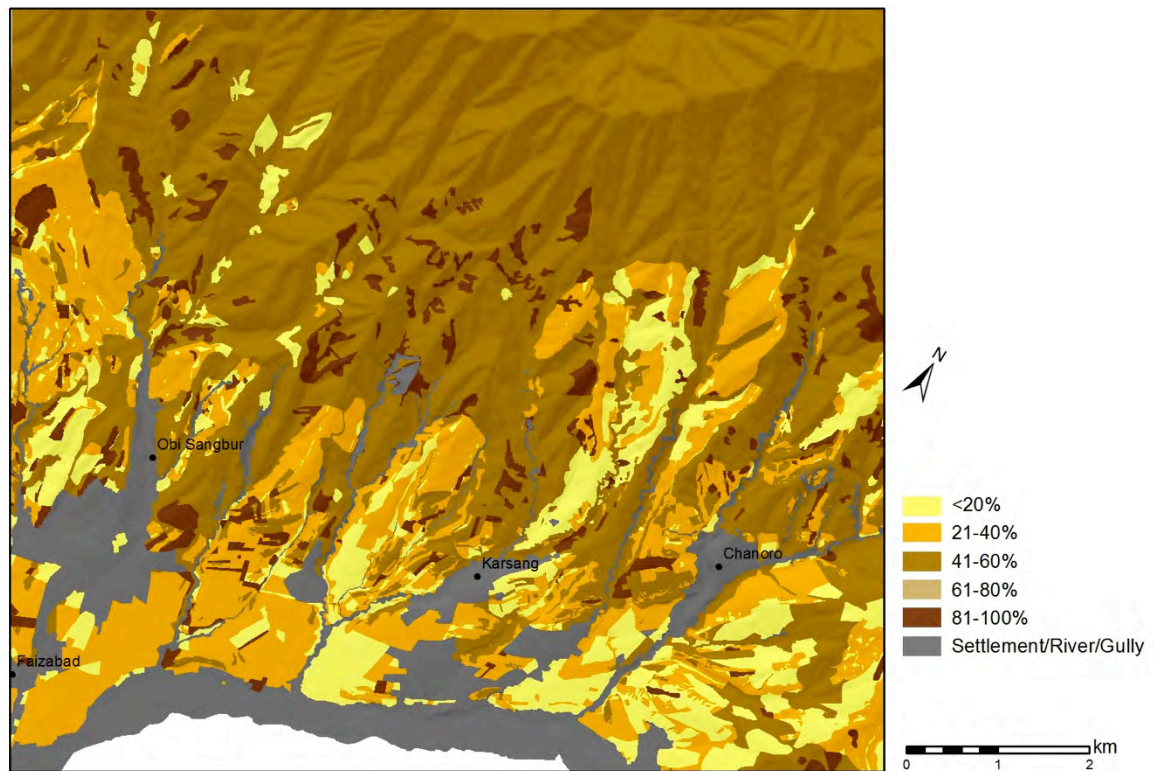 N
Obi Sangbur
Karsang
Chanoro
Faizabad
<20%
21-40%
41-60%
61-80%
81-100%
Settlement/River/Gully
km
0 1 2